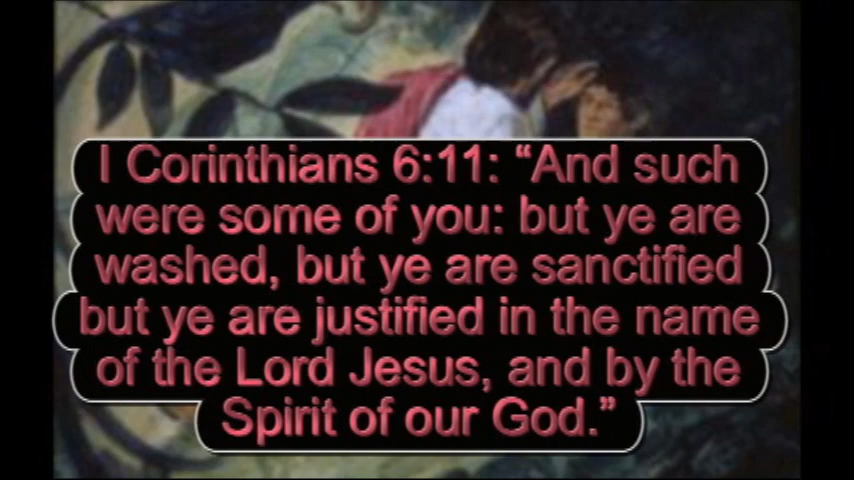 I Corinthians 6:11: “And such
were some of you: but ye are
washed, but ye are sanctified
but ye are justified in the name
of the Lord Jesus, and by the
Spirit of our God.”